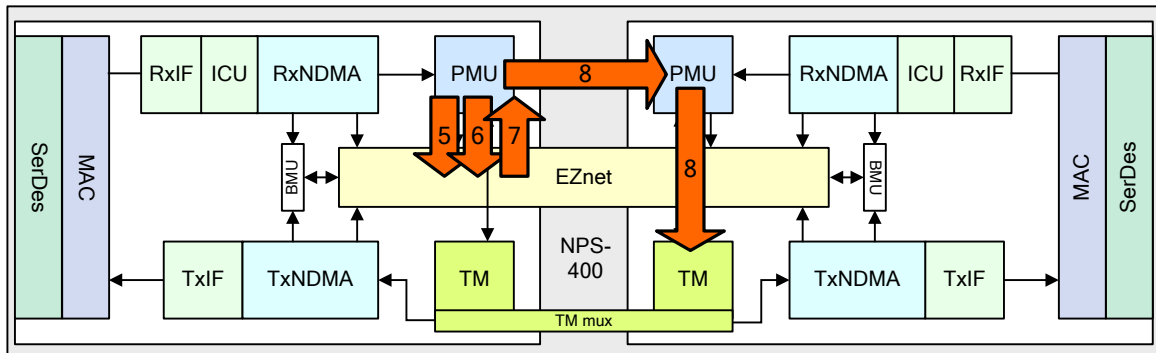 SerDes
MAC
RxIF
ICU
RxNDMA
PMU
8
PMU
RxNDMA
ICU
RxIF
MAC
SerDes
5
6
7
BMU
EZnet
8
BMU
TxIF
TxNDMA
TM
NPS-
400
TM
TxNDMA
TxIF
TM mux